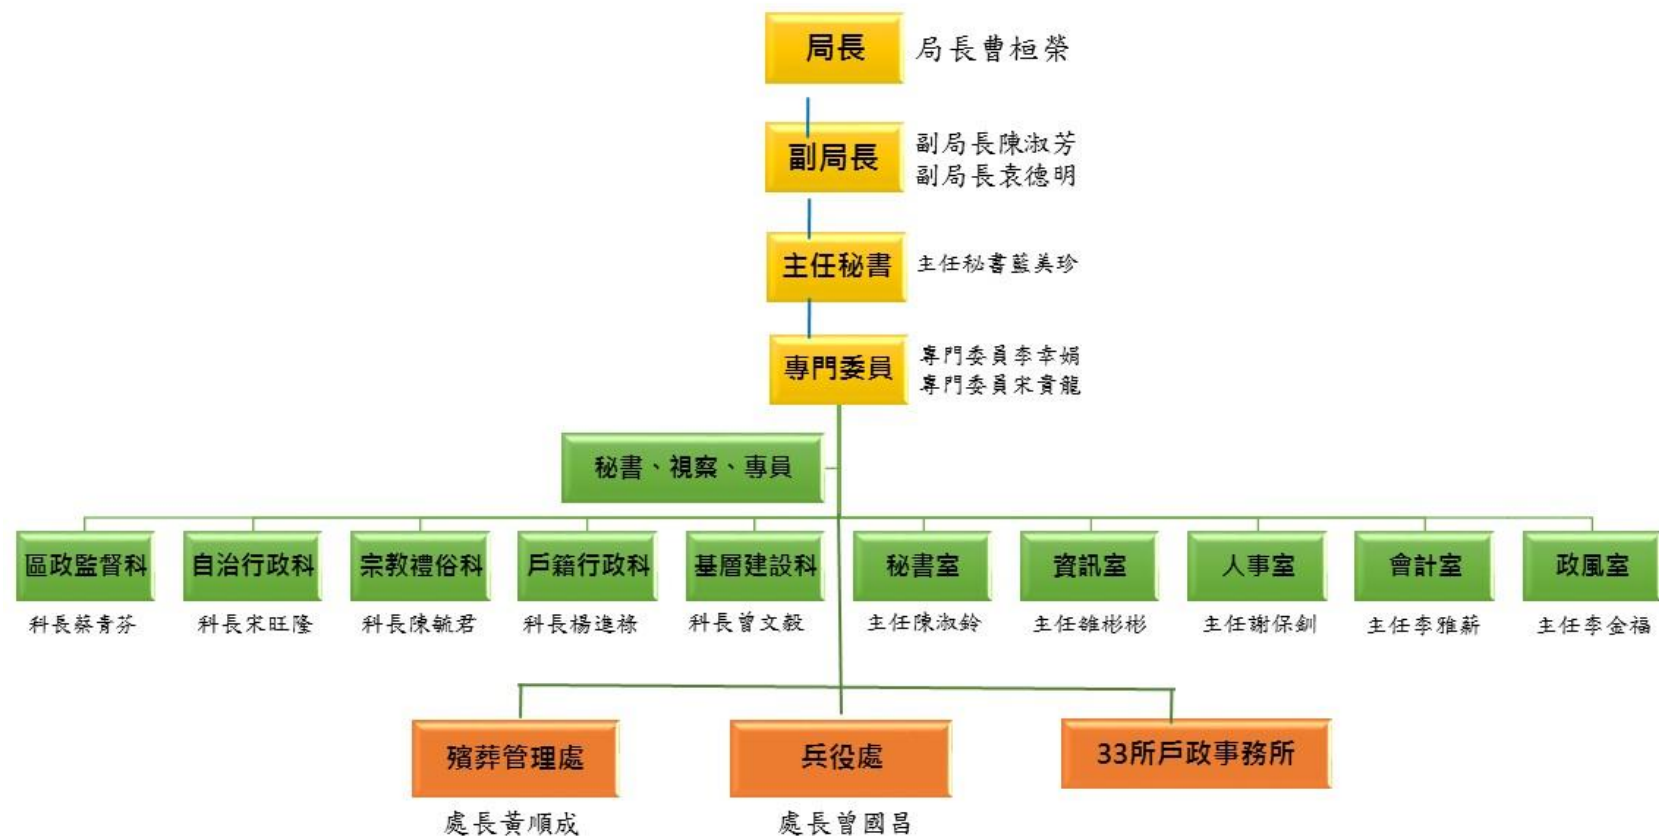 局長
局長曹桓榮
副局長
副局長陳淑芳
副局長袁德明
主任秘書
主任秘書藍美珍
專門委員
專門委員李幸娟
專門委員宋貴龍
秘書、視察、專員
區政監督科
自治行政科
宗教禮俗科
戶籍行政科
基層建設科
秘書室
資訊室
人事室
會計室
政風室
科長蔡青芬
科長宋旺隆
科長陳毓君
科長楊進祿
科長曾文毅
主任陳淑鈴
主任雒彬彬
主任謝保釧
主任李雅薪
主任李金福
殯葬管理處
兵役處
33所戶政事務所
處長黃順成
處長曾國昌